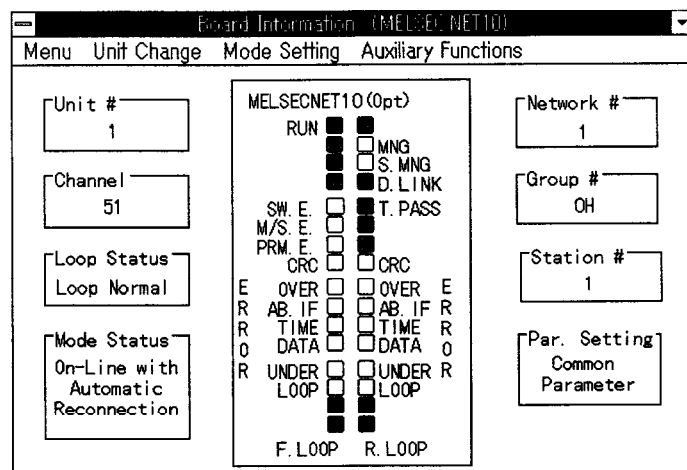 Board Information (MELSECNET10)
Menu Unit Change Mode Setting Auxiliary Functions
Unit #
1
Channel
51
Loop Status
Loop Normal
Mode Status
On-Line with
Automatic
Reconnection
MELSECNET10(Opt)
RUN
MNG
S. MNG
D. LINK
SW. E. T. PASS
M/S. E.
PRM. E.
CRC CRC
E OVER OVER E
R AB. IF AB. IF R
R TIME TIME R
O DATA DATA O
R UNDER UNDER R
LOOP LOOP
F. LOOP R. LOOP
Network #
1
Group #
0H
Station #
1
Par. Setting
Common
Parameter